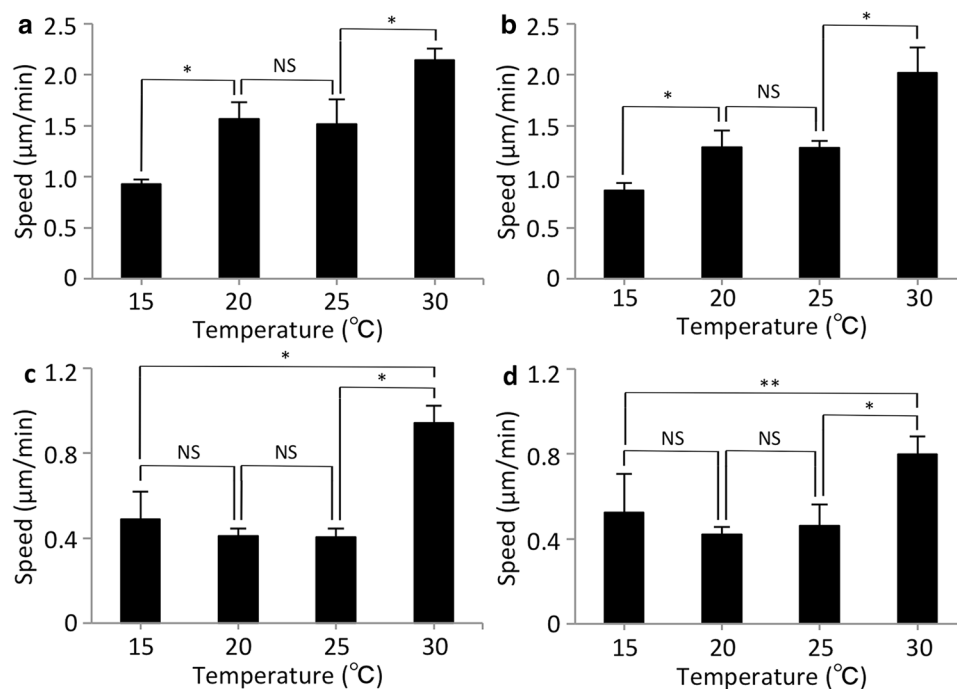 a
Speed (µm/min)
2.5
2.0
1.5
1.0
0.5
0
*
NS
*
15 20 25 30
Temperature (℃)
b
Speed (µm/min)
2.5
2.0
1.5
1.0
0.5
0
*
NS
*
15 20 25 30
Temperature (℃)
c
Speed (µm/min)
1.2
0.8
0.4
0
*
*
NS NS
15 20 25 30
Temperature (℃)
d
Speed (µm/min)
1.2
0.8
0.4
0
**
*
NS NS
15 20 25 30
Temperature (℃)